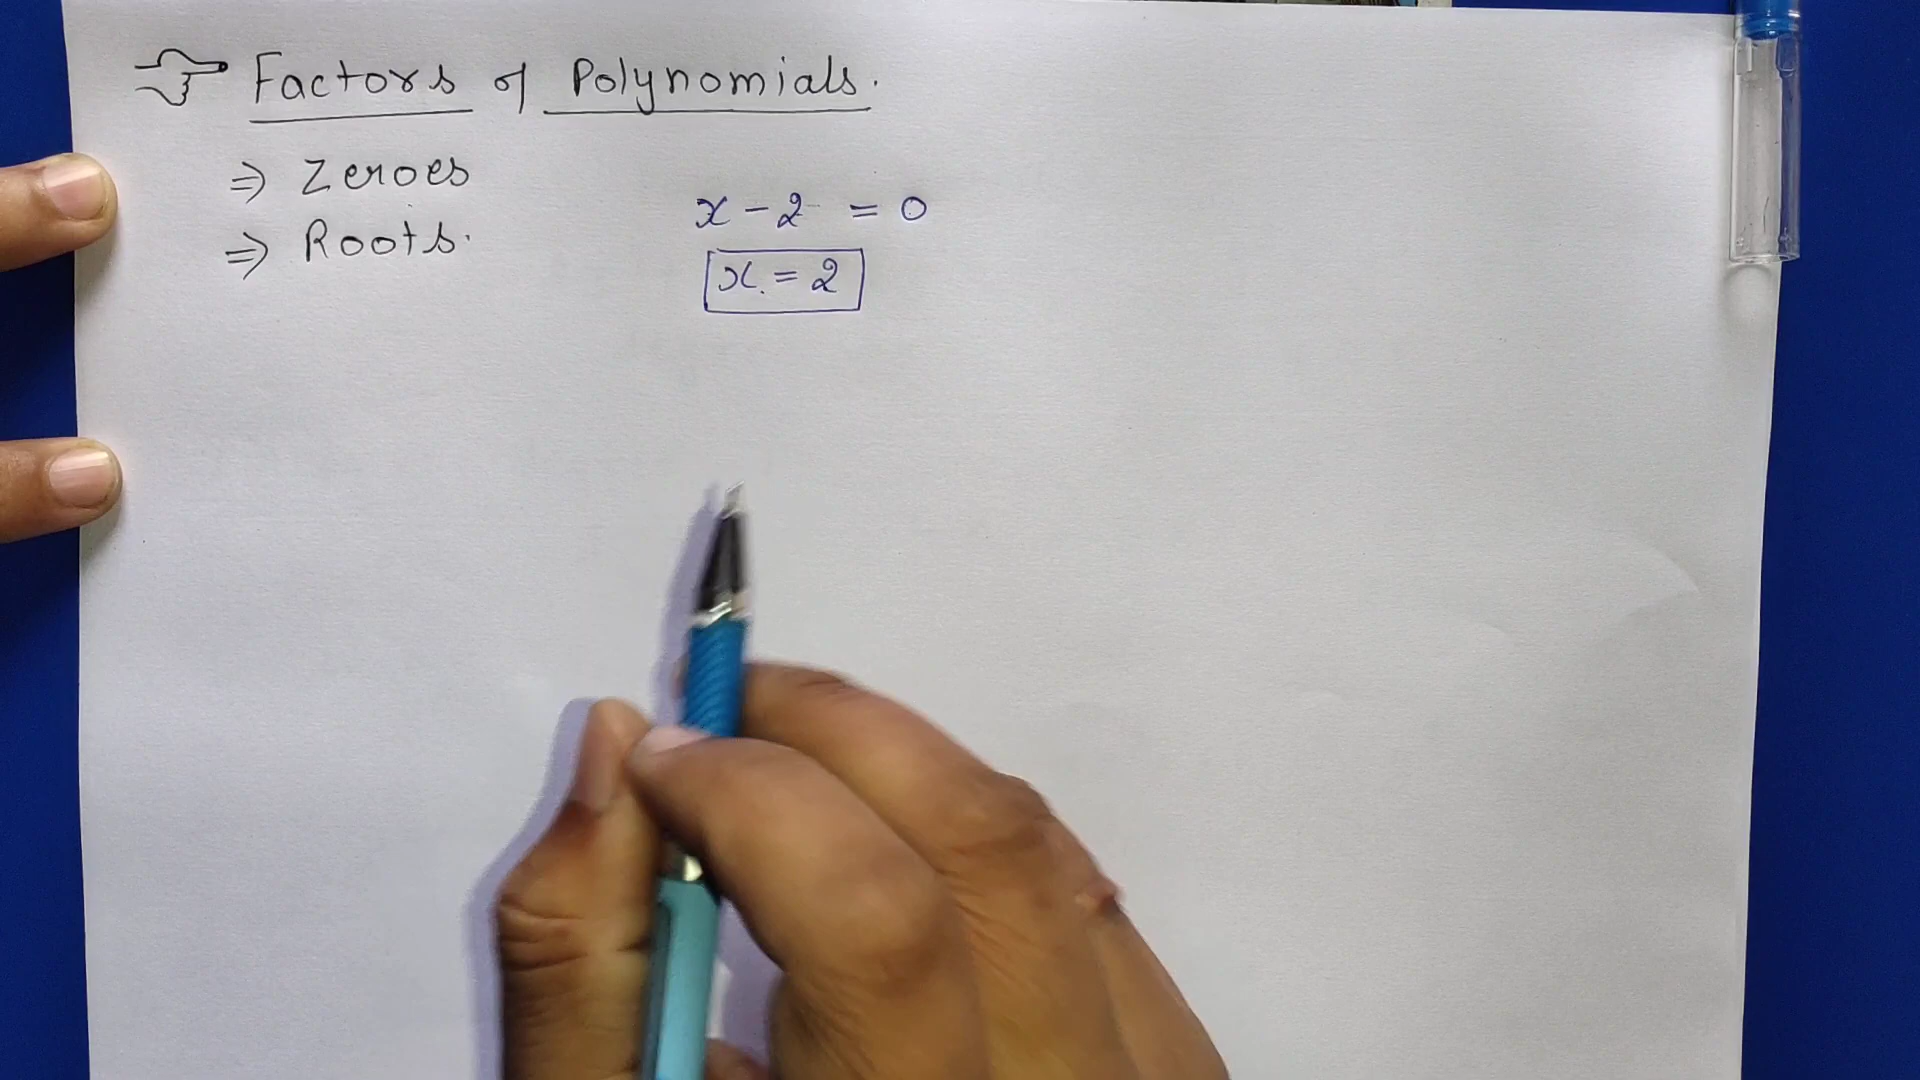 Factors of Polynomials.
⇒ Zeroes
⇒ Roots.
x - 2 = 0
x = 2